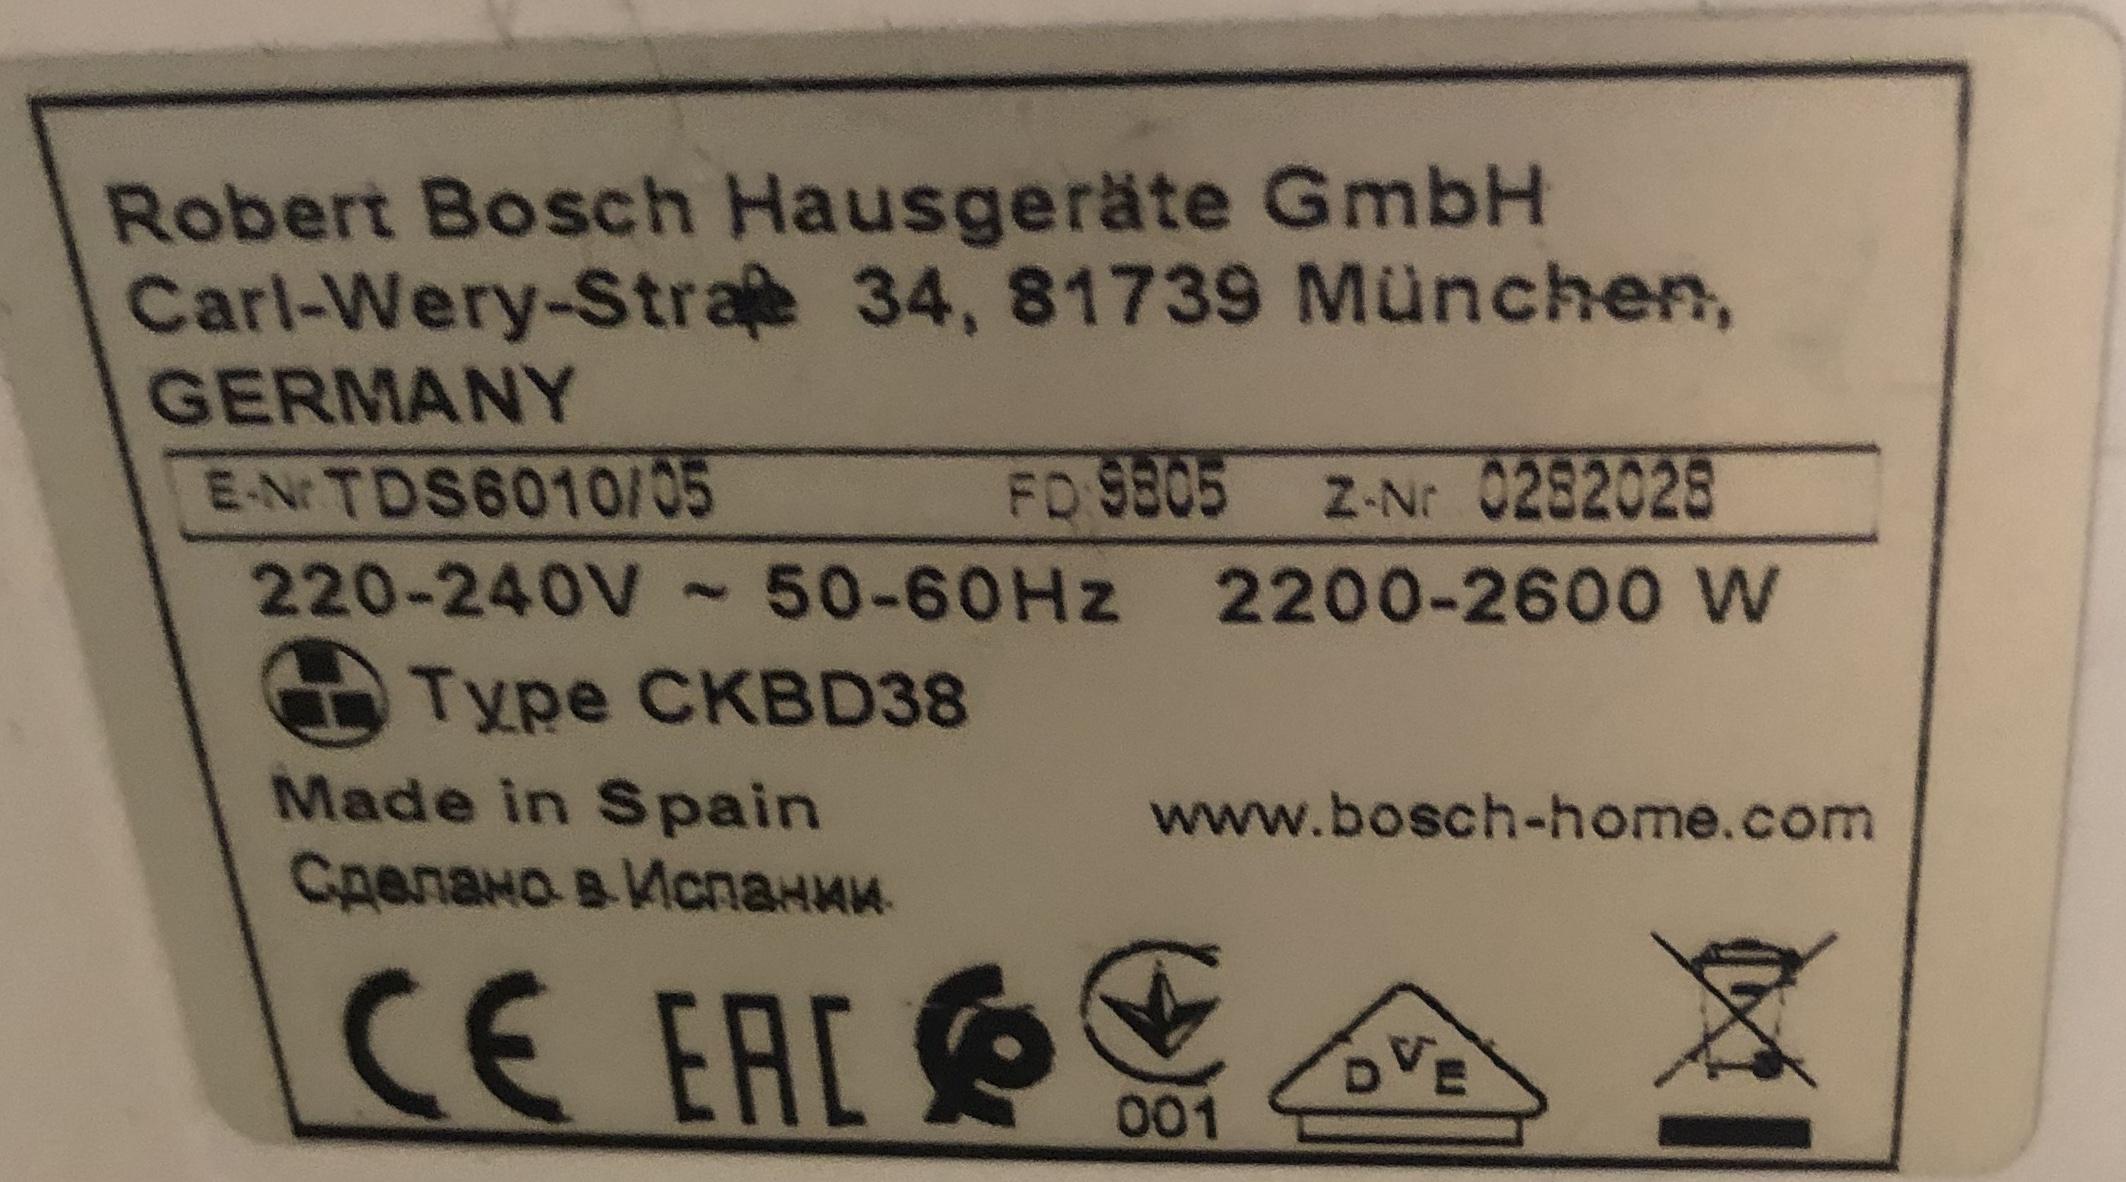 Robert Bosch Hausgeräte GmbH
Carl-Wery-Straße 34, 81739 München,
GERMANY
E-Nr TDS6010/05 FD 9805 Z-Nr 0282028
220-240V ~ 50-60Hz 2200-2600 W
Type CKBD38
Made in Spain www.bosch-home.com
Сделано в Испании
CE EAC 001 DVE